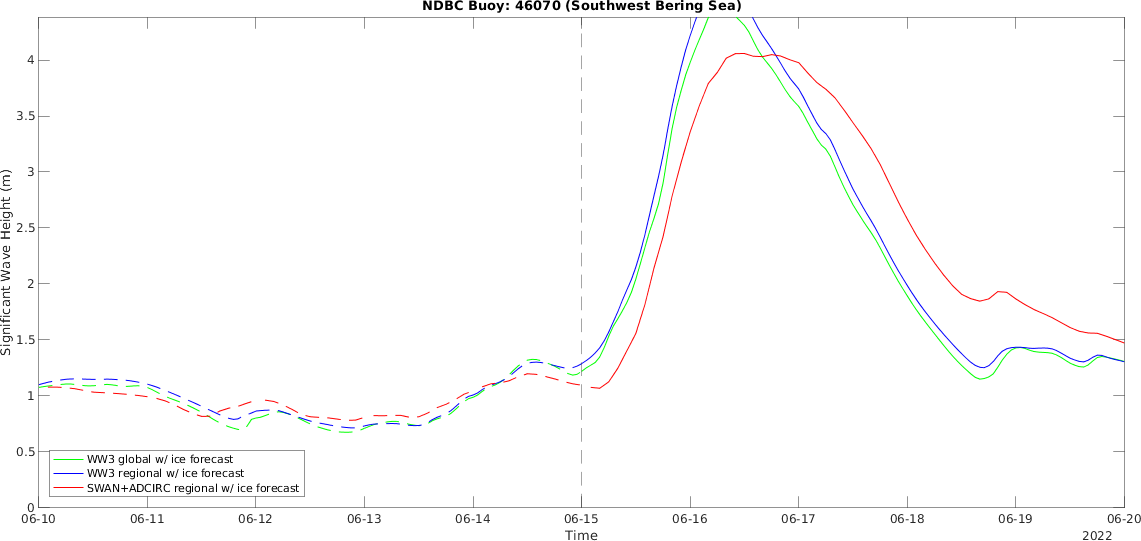 NDBC Buoy: 46070 (Southwest Bering Sea)
4
3.5
3
2.5
2
1.5
1
0.5
0
Significant Wave Height (m)
WW3 global w/ ice forecast
WW3 regional w/ ice forecast
SWAN+ADCIRC regional w/ ice forecast
06-10 06-11 06-12 06-13 06-14 06-15 06-16 06-17 06-18 06-19 06-20
Time
2022